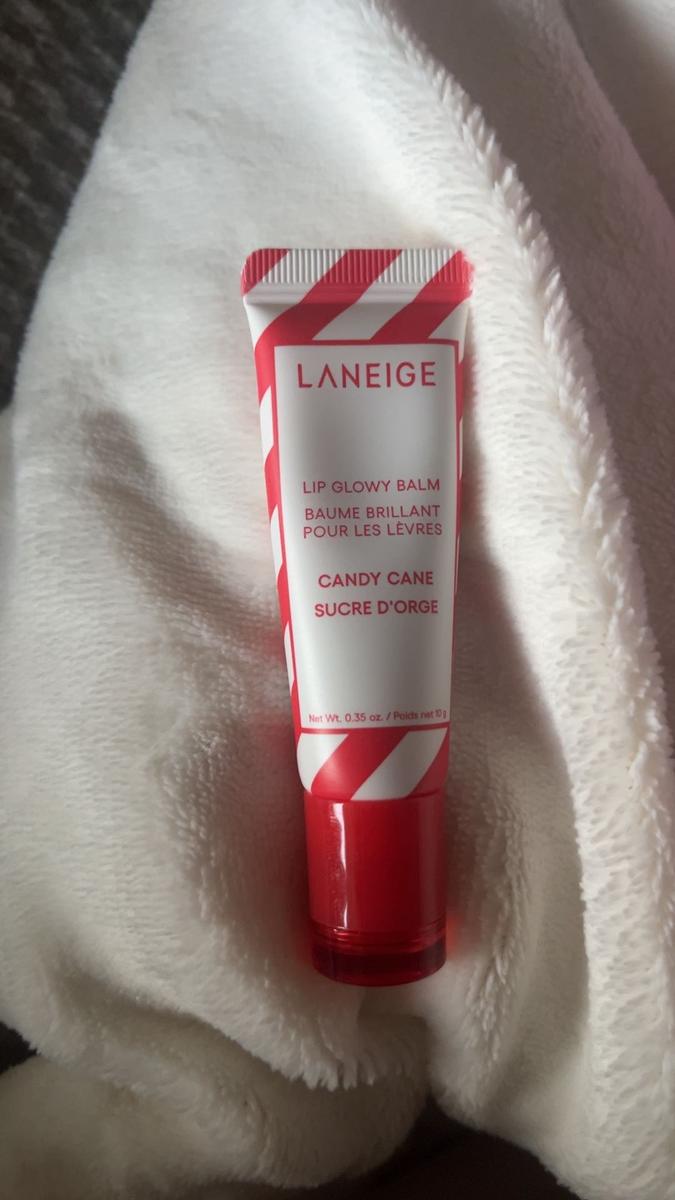 LANEIGE
LIP GLOWY BALM
BAUME BRILLANT
POUR LES LÈVRES
CANDY CANE
SUCRE D'ORGE
Net Wt. 0.35 oz. / Poids net 10 g